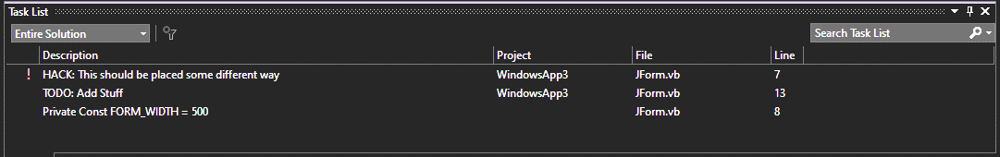 Task List
Entire Solution Search Task List
Description Project File Line
! HACK: This should be placed some different way WindowsApp3 JForm.vb 7
TODO: Add Stuff WindowsApp3 JForm.vb 13
Private Const FORM_WIDTH = 500 JForm.vb 8